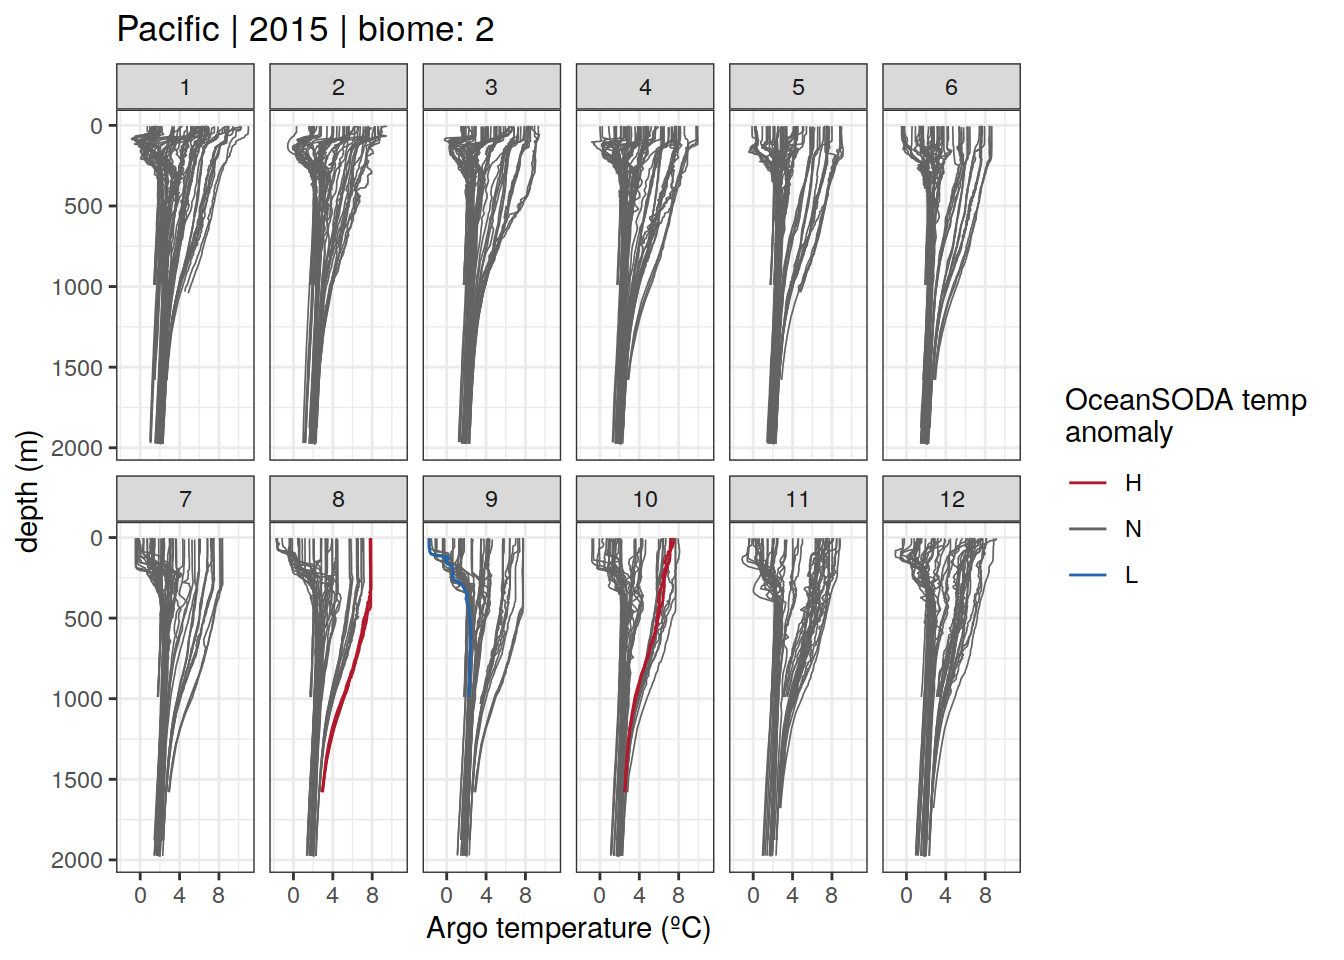 Pacific | 2015 | biome: 2
1 2 3 4 5 6
0
500
1000
1500
2000
7 8 9 10 11 12
0
500
1000
1500
2000
0 4 8 0 4 8 0 4 8 0 4 8 0 4 8 0 4 8
Argo temperature (ºC)
depth (m)
OceanSODA temp
anomaly
H
N
L